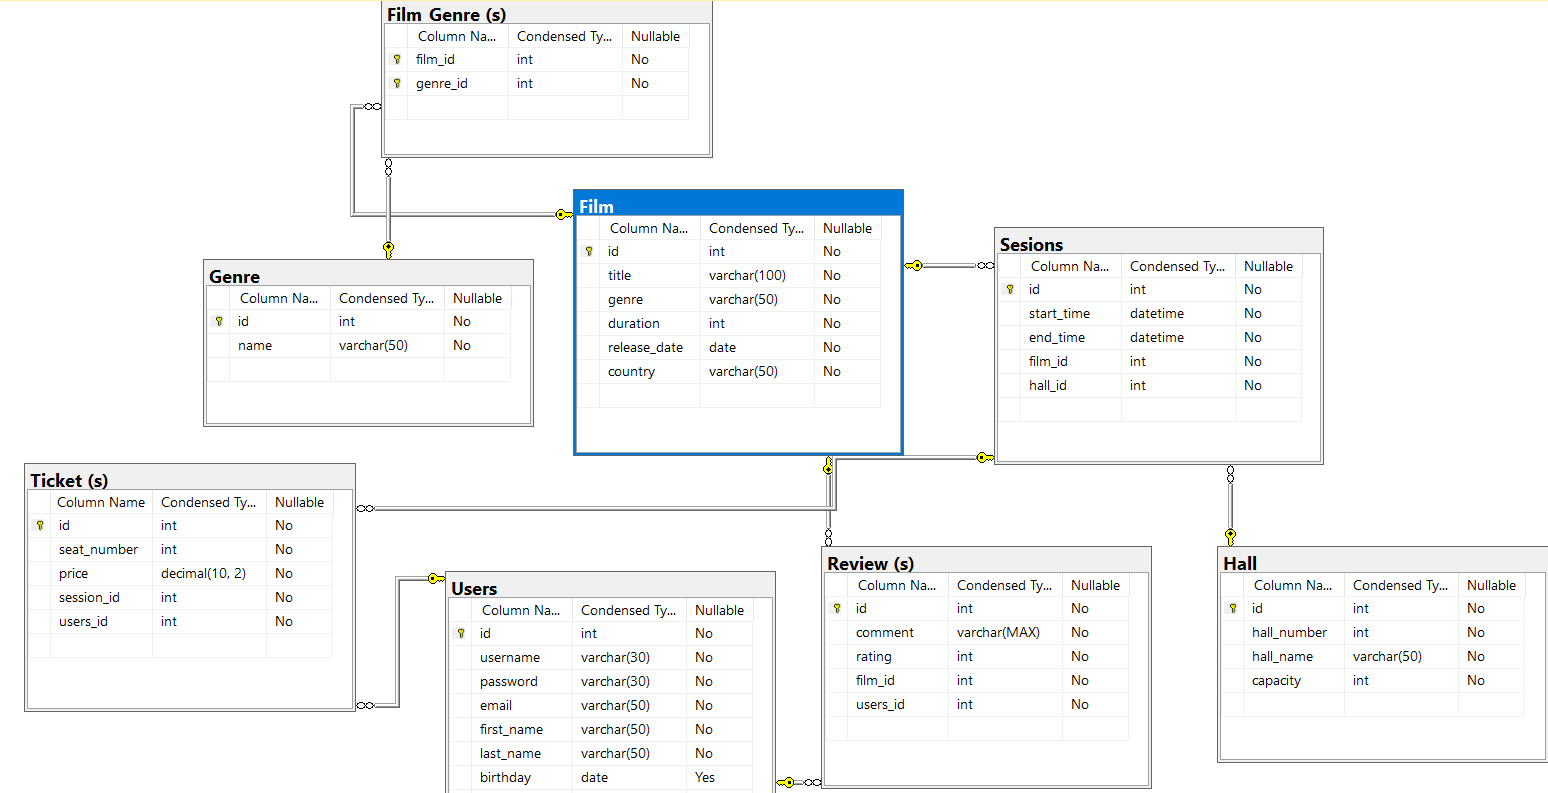 Film_Genre (s)
Column Na... Condensed Ty... Nullable
film_id int No
genre_id int No
Film
Column Na... Condensed Ty... Nullable
id int No
title varchar(100) No
genre varchar(50) No
duration int No
release_date date No
country varchar(50) No
Sesions
Column Na... Condensed Ty... Nullable
id int No
start_time datetime No
end_time datetime No
film_id int No
hall_id int No
Genre
Column Na... Condensed Ty... Nullable
id int No
name varchar(50) No
Ticket (s)
Column Name Condensed Ty... Nullable
id int No
seat_number int No
price decimal(10, 2) No
session_id int No
users_id int No
Users
Column Na... Condensed Ty... Nullable
id int No
username varchar(30) No
password varchar(30) No
email varchar(50) No
first_name varchar(50) No
last_name varchar(50) No
birthday date Yes
Review (s)
Column Na... Condensed Ty... Nullable
id int No
comment varchar(MAX) No
rating int No
film_id int No
users_id int No
Hall
Column Na... Condensed Ty... Nullable
id int No
hall_number int No
hall_name varchar(50) No
capacity int No